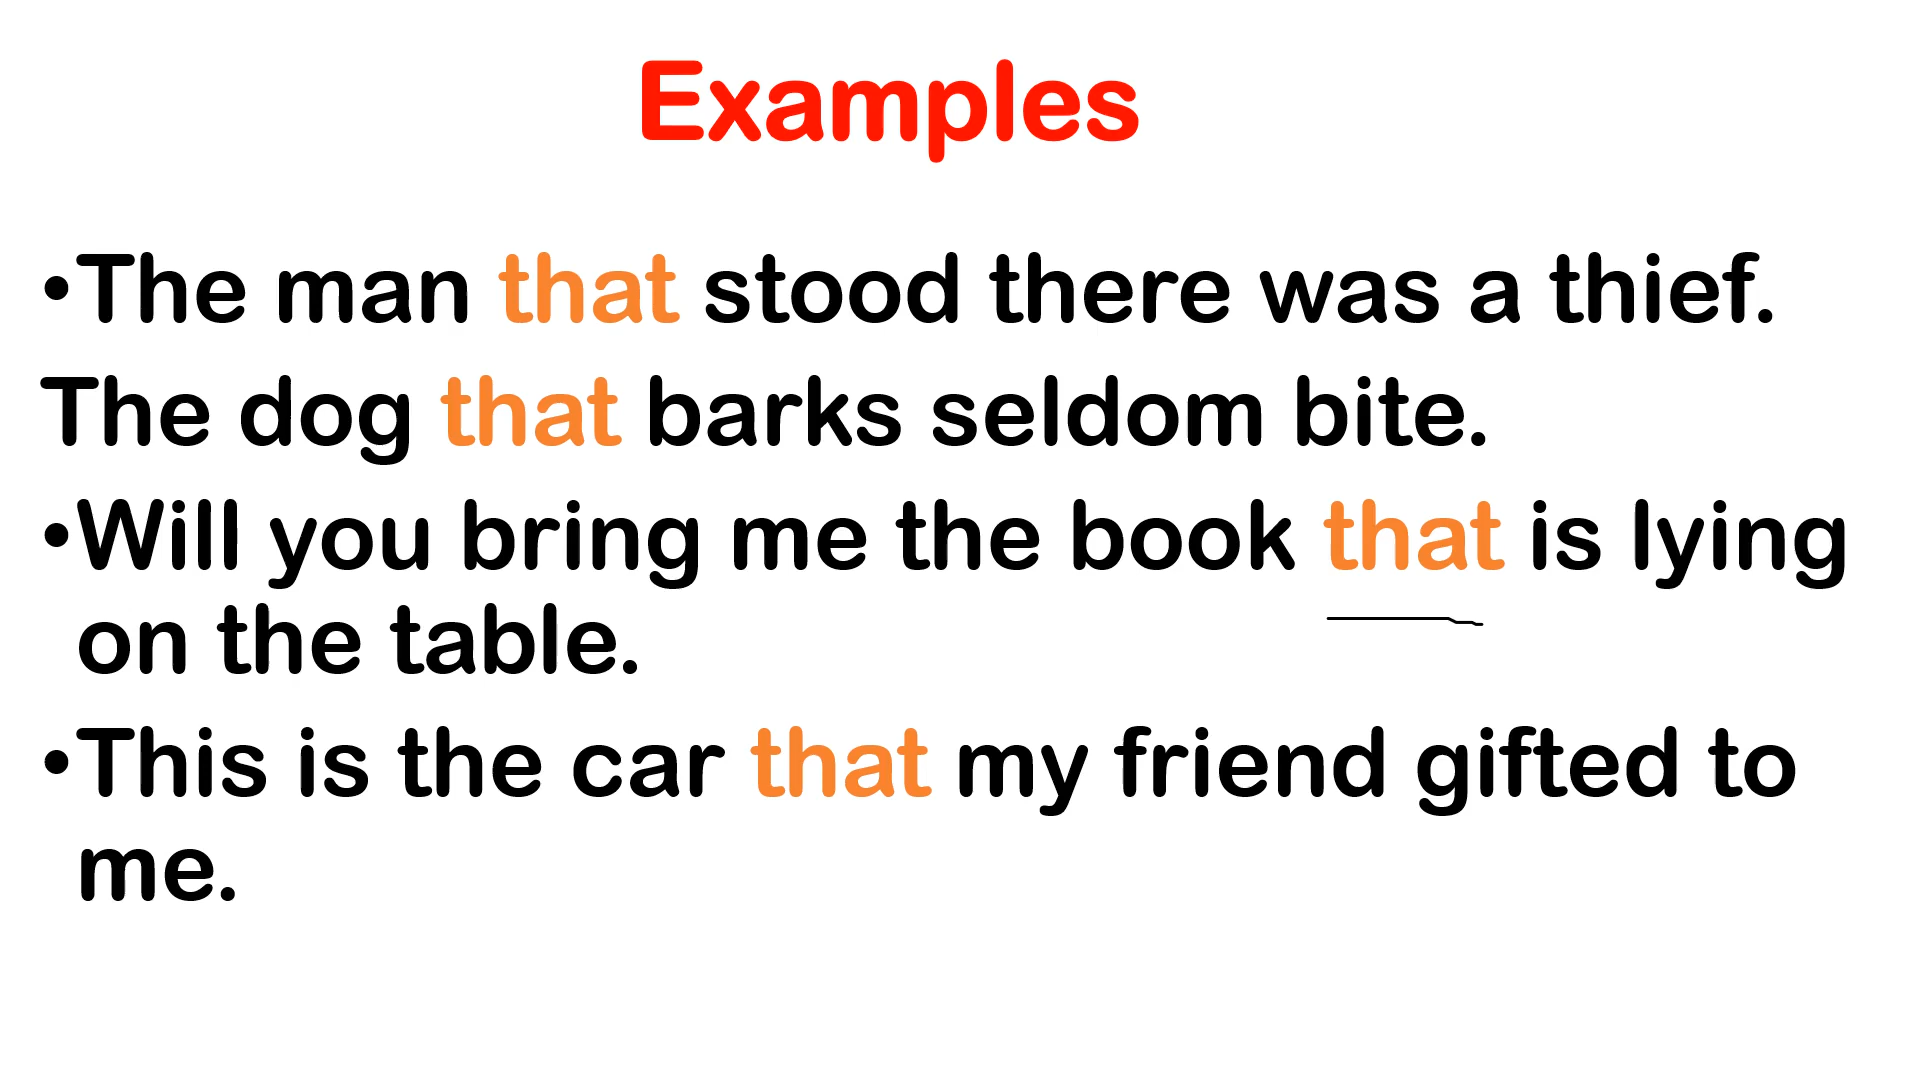 Examples
•The man that stood there was a thief.
The dog that barks seldom bite.
•Will you bring me the book that is lying
on the table.
•This is the car that my friend gifted to
me.